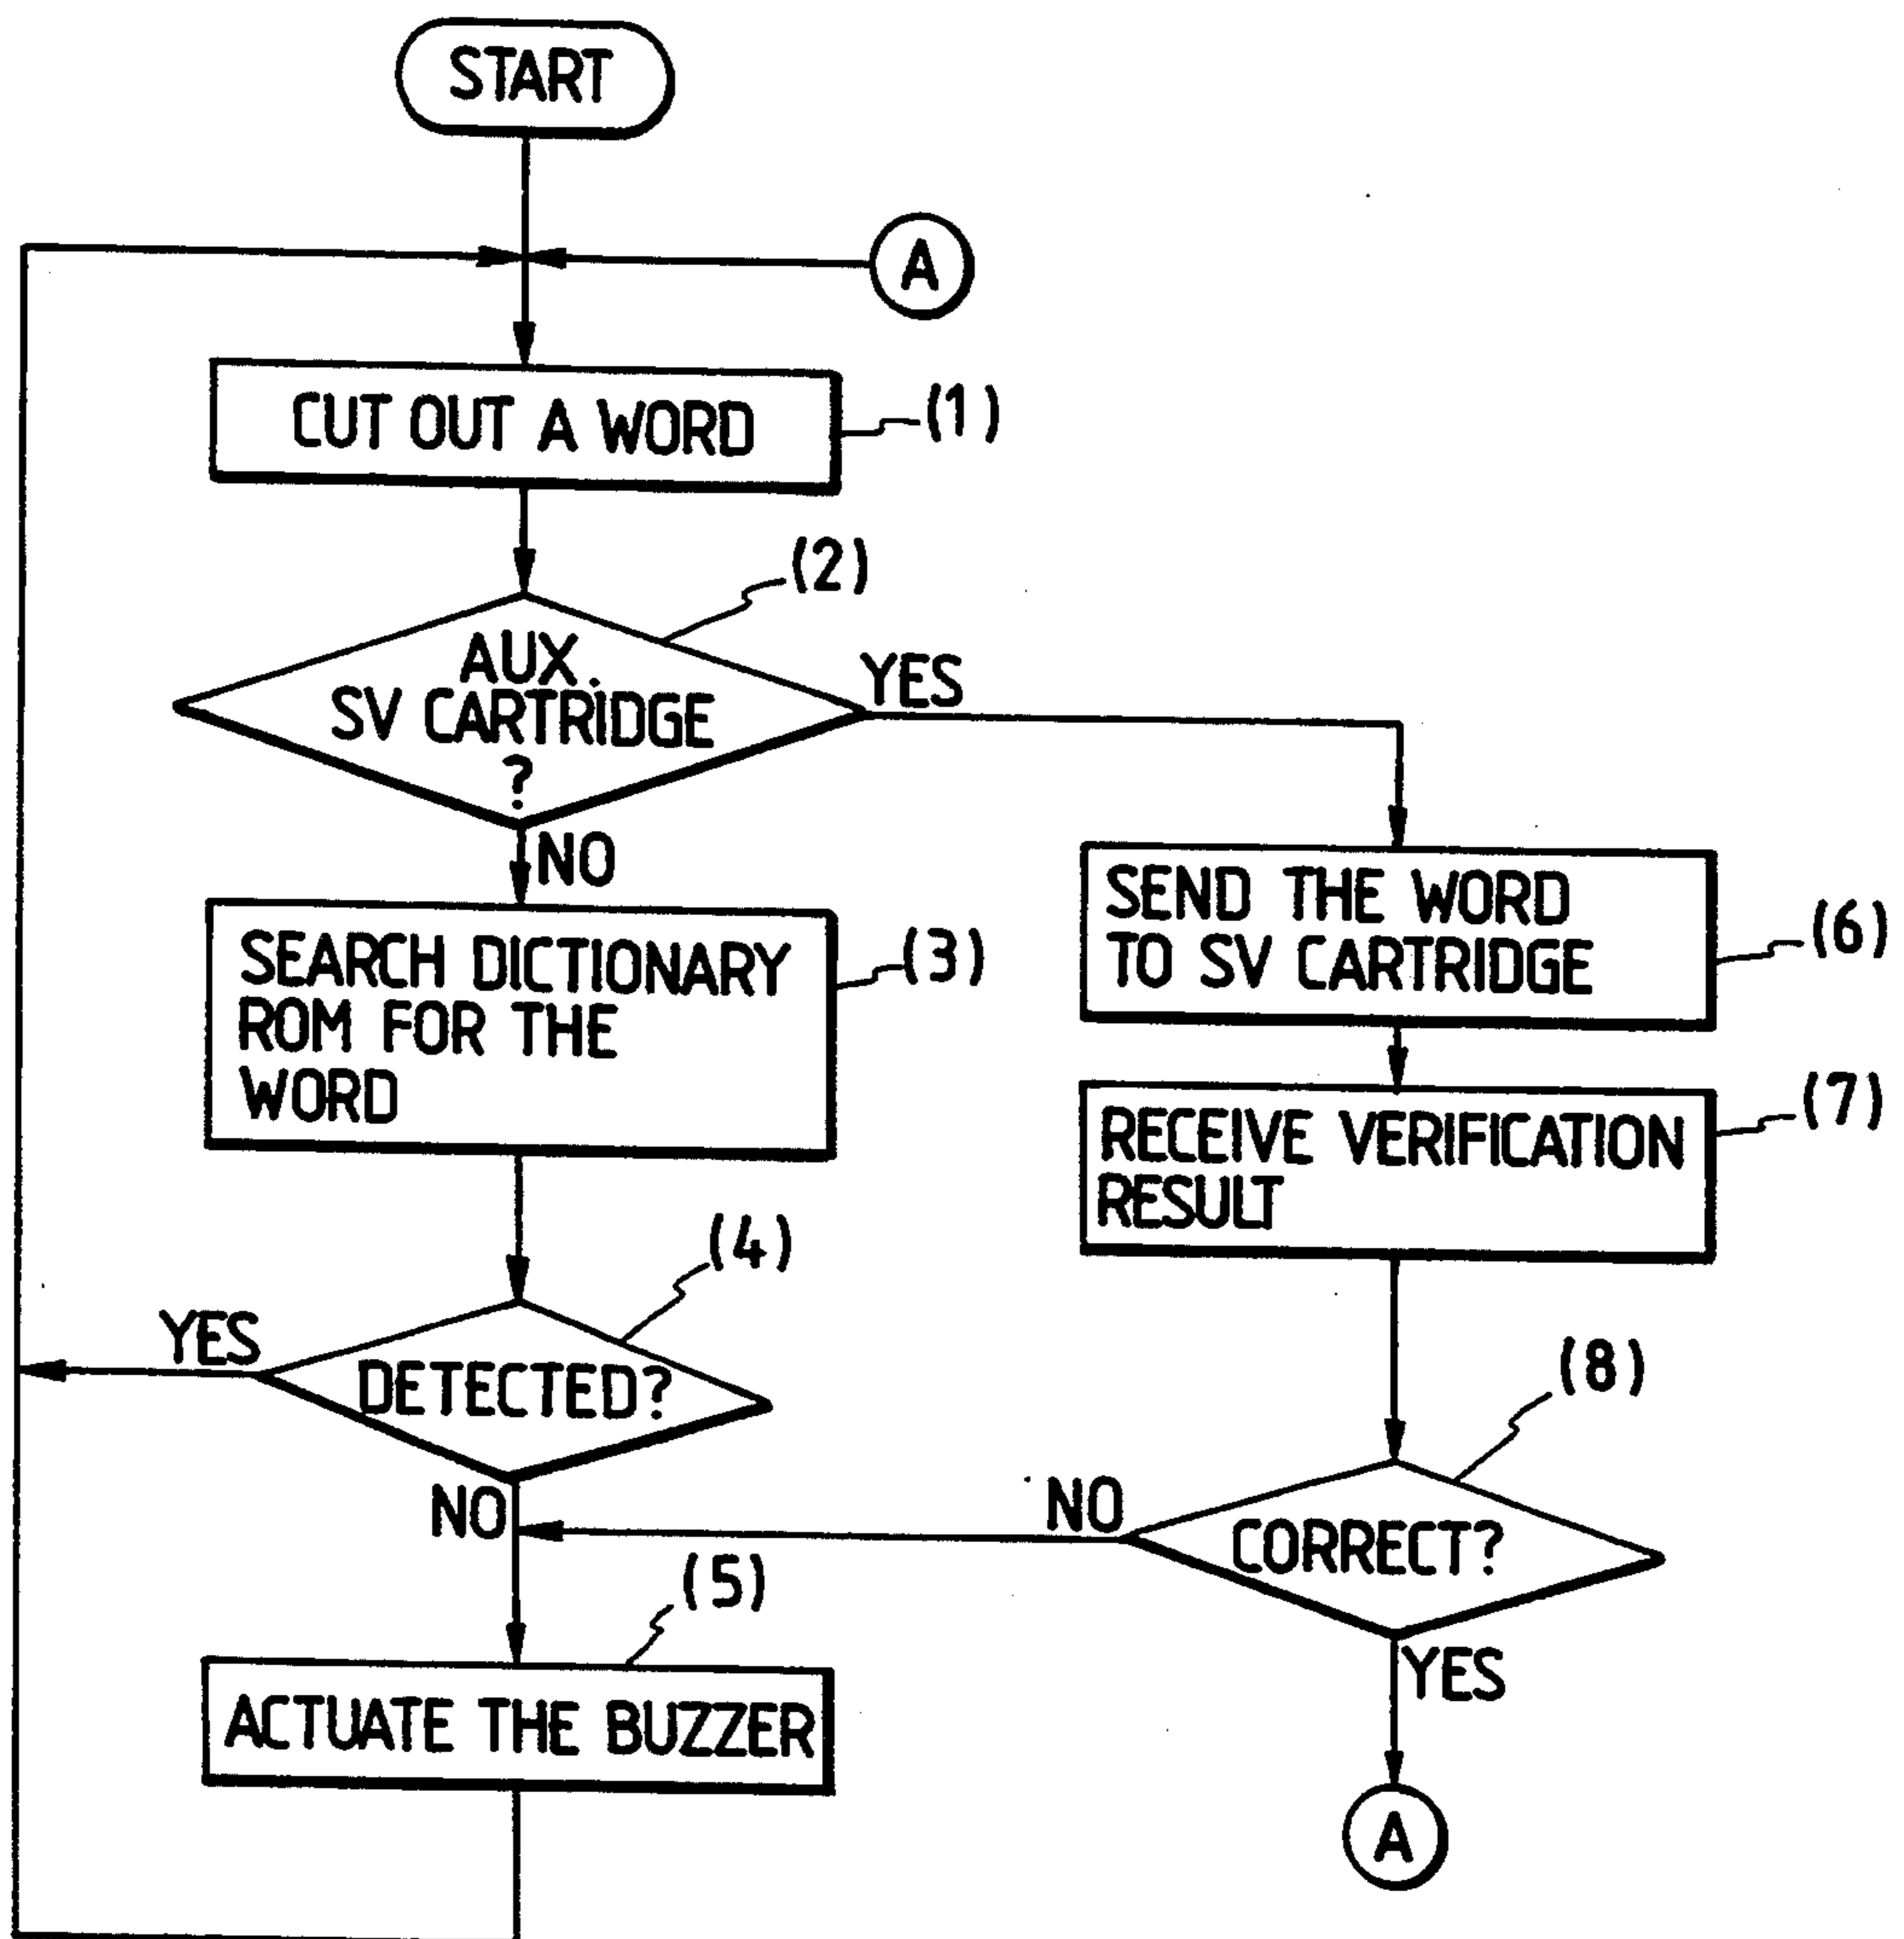 START
A
CUT OUT A WORD
(1)
(2)
AUX.
SV CARTRIDGE
?
YES
NO
SEARCH DICTIONARY
ROM FOR THE
WORD
(3)
SEND THE WORD
TO SV CARTRIDGE
(6)
RECEIVE VERIFICATION
RESULT
(7)
(4)
YES
DETECTED?
NO
(8)
NO
CORRECT?
YES
(5)
ACTUATE THE BUZZER
A